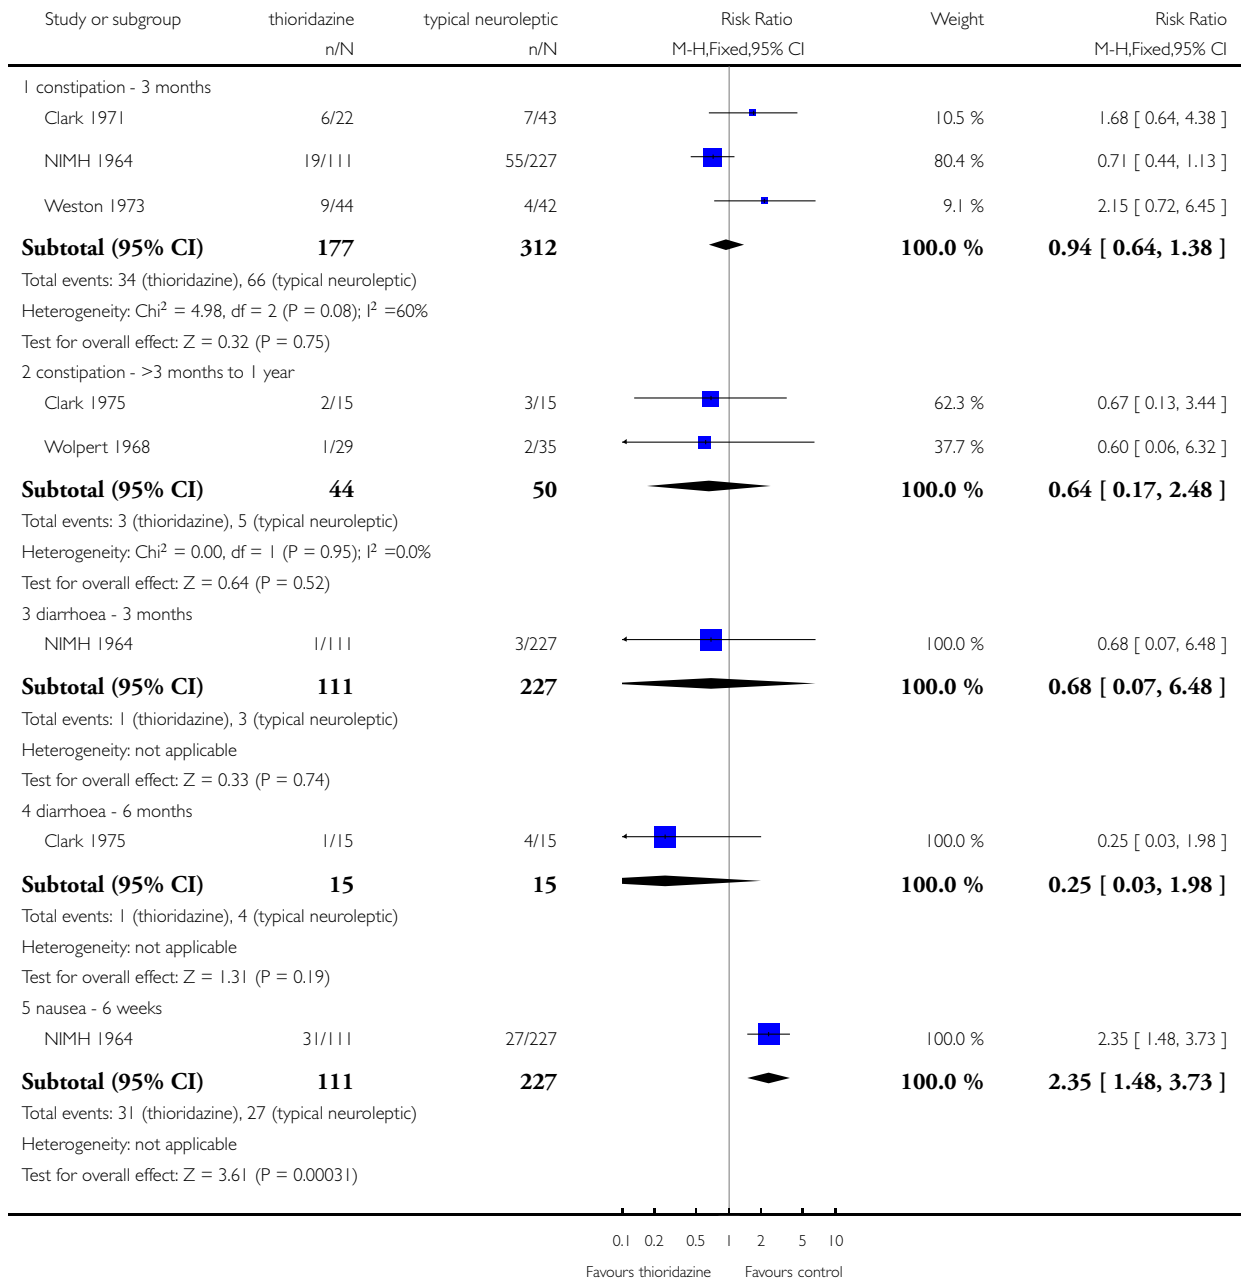 Study or subgroup thioridazine typical neuroleptic Risk Ratio Weight Risk Ratio
n/N n/N M-H,Fixed,95% CI M-H,Fixed,95% CI
1 constipation - 3 months
Clark 1971 6/22 7/43 10.5 % 1.68 [ 0.64, 4.38 ]
NIMH 1964 19/111 55/227 80.4 % 0.71 [ 0.44, 1.13 ]
Weston 1973 9/44 4/42 9.1 % 2.15 [ 0.72, 6.45 ]
Subtotal (95% CI) 177 312 100.0 % 0.94 [ 0.64, 1.38 ]
Total events: 34 (thioridazine), 66 (typical neuroleptic)
Heterogeneity: Chi² = 4.98, df = 2 (P = 0.08); I² =60%
Test for overall effect: Z = 0.32 (P = 0.75)
2 constipation - >3 months to 1 year
Clark 1975 2/15 3/15 62.3 % 0.67 [ 0.13, 3.44 ]
Wolpert 1968 1/29 2/35 37.7 % 0.60 [ 0.06, 6.32 ]
Subtotal (95% CI) 44 50 100.0 % 0.64 [ 0.17, 2.48 ]
Total events: 3 (thioridazine), 5 (typical neuroleptic)
Heterogeneity: Chi² = 0.00, df = 1 (P = 0.95); I² =0.0%
Test for overall effect: Z = 0.64 (P = 0.52)
3 diarrhoea - 3 months
NIMH 1964 1/111 3/227 100.0 % 0.68 [ 0.07, 6.48 ]
Subtotal (95% CI) 111 227 100.0 % 0.68 [ 0.07, 6.48 ]
Total events: 1 (thioridazine), 3 (typical neuroleptic)
Heterogeneity: not applicable
Test for overall effect: Z = 0.33 (P = 0.74)
4 diarrhoea - 6 months
Clark 1975 1/15 4/15 100.0 % 0.25 [ 0.03, 1.98 ]
Subtotal (95% CI) 15 15 100.0 % 0.25 [ 0.03, 1.98 ]
Total events: 1 (thioridazine), 4 (typical neuroleptic)
Heterogeneity: not applicable
Test for overall effect: Z = 1.31 (P = 0.19)
5 nausea - 6 weeks
NIMH 1964 31/111 27/227 100.0 % 2.35 [ 1.48, 3.73 ]
Subtotal (95% CI) 111 227 100.0 % 2.35 [ 1.48, 3.73 ]
Total events: 31 (thioridazine), 27 (typical neuroleptic)
Heterogeneity: not applicable
Test for overall effect: Z = 3.61 (P = 0.00031)
0.1 0.2 0.5 1 2 5 10
Favours thioridazine Favours control